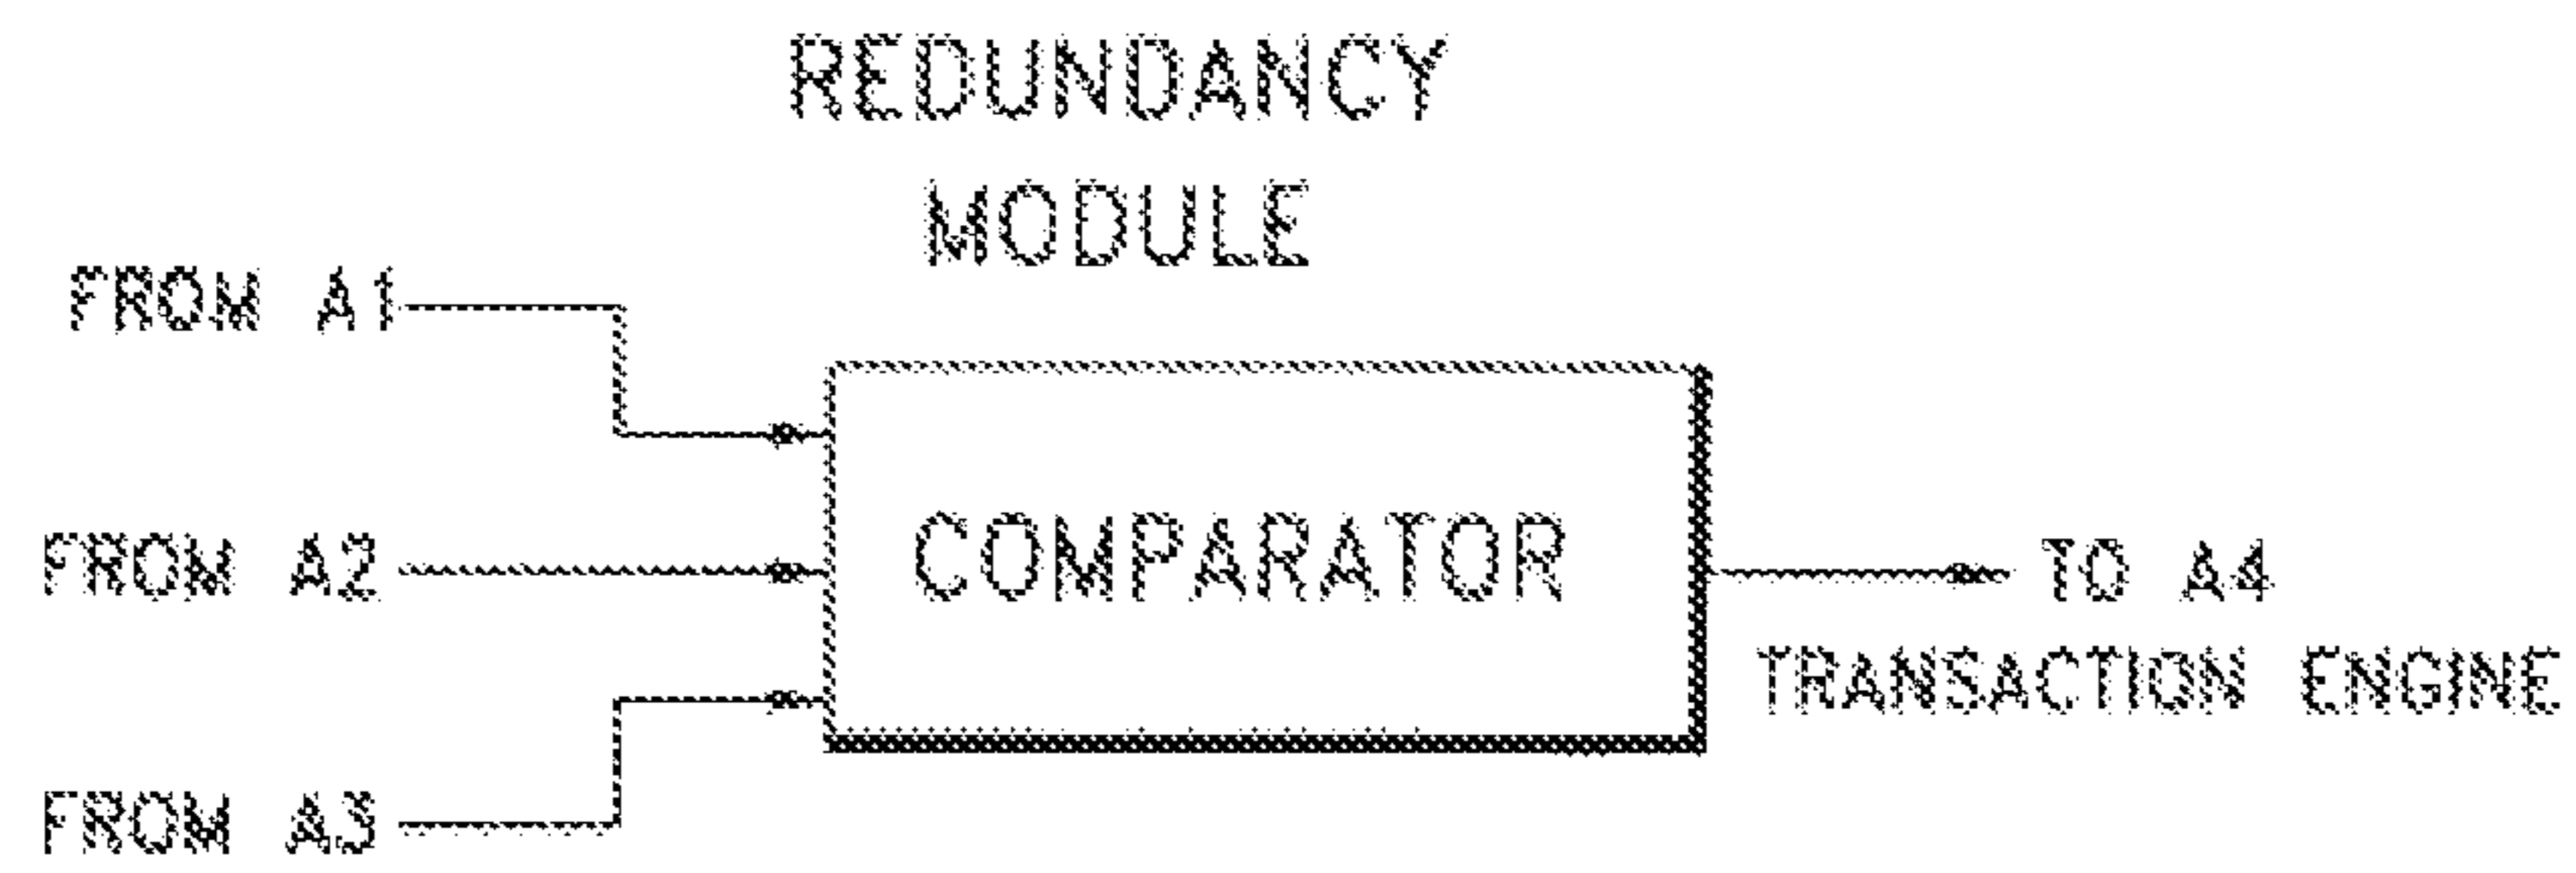 REDUNDANCY
MODULE
FROM A1
FROM A2
FROM A3
COMPARATOR
TO A4
TRANSACTION ENGINE